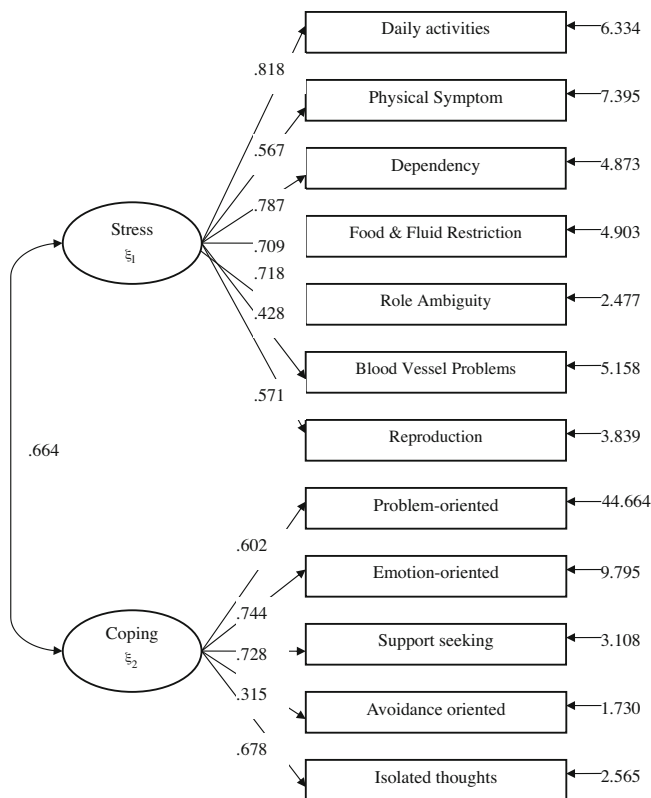 Daily activities
6.334
.818
Physical Symptom
7.395
.567
Dependency
4.873
.787
Stress
ξ1
Food & Fluid Restriction
4.903
.709
.718
Role Ambiguity
2.477
.428
Blood Vessel Problems
5.158
.571
Reproduction
3.839
.664
Problem-oriented
44.664
.602
Emotion-oriented
9.795
.744
Coping
ξ2
Support seeking
3.108
.728
.315
Avoidance oriented
1.730
.678
Isolated thoughts
2.565